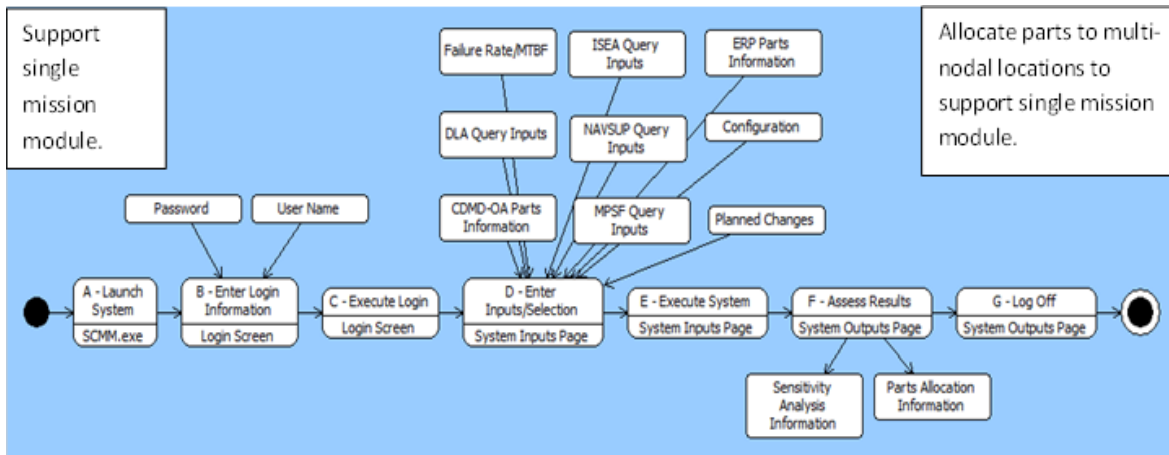 Support
single
mission
module.
Allocate parts to multi-
nodal locations to
support single mission
module.
Failure Rate/MTBF
ISEA Query
Inputs
ERP Parts
Information
DLA Query Inputs
NAVSUP Query
Inputs
Configuration
Password
User Name
CDMD-OA Parts
Information
MPSF Query
Inputs
Planned Changes
A - Launch
System
SCMM.exe
B - Enter Login
Information
Login Screen
C - Execute Login
Login Screen
D - Enter
Inputs/Selection
System Inputs Page
E - Execute System
System Inputs Page
F - Assess Results
System Outputs Page
G - Log Off
System Outputs Page
Sensitivity
Analysis
Information
Parts Allocation
Information